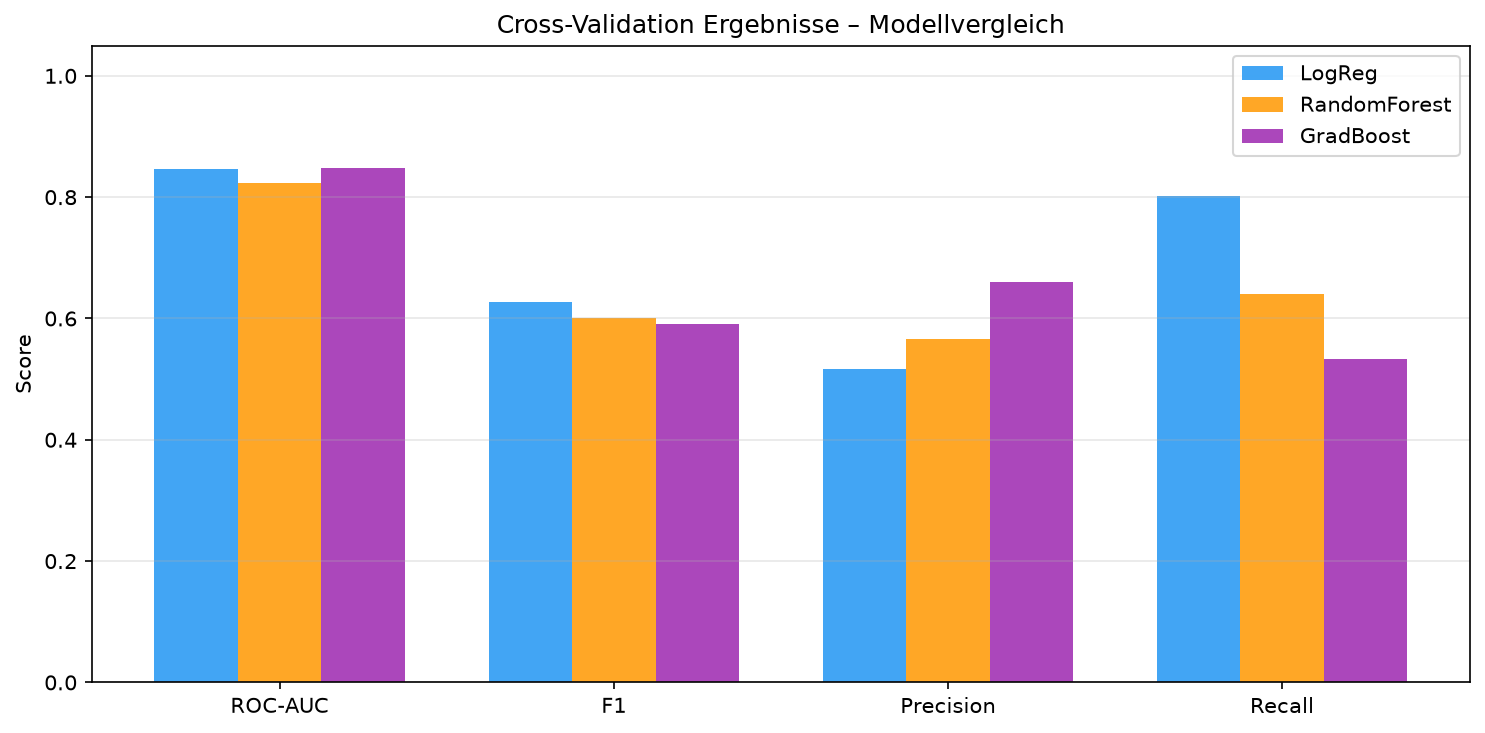 Cross-Validation Ergebnisse – Modellvergleich
LogReg
RandomForest
GradBoost
Score
1.0
0.8
0.6
0.4
0.2
0.0
ROC-AUC
F1
Precision
Recall